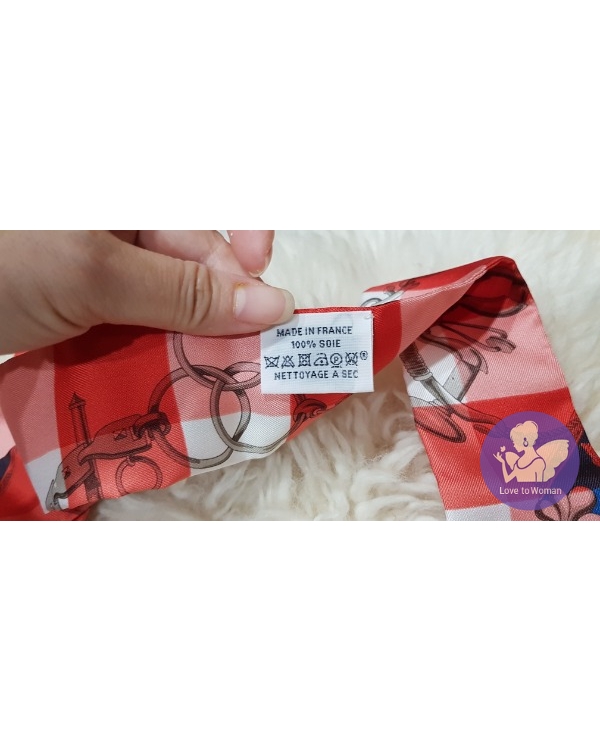 MADE IN FRANCE
100% SOIE
NETTOYAGE A SEC
Love to Woman